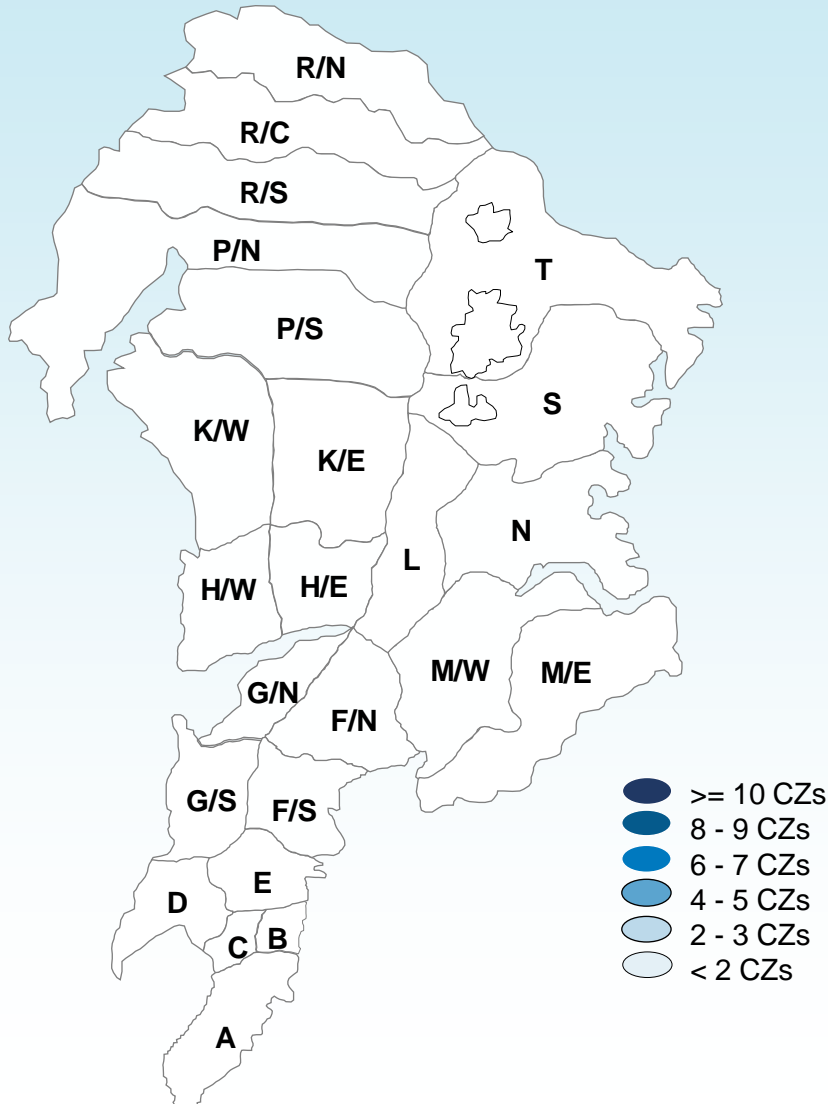 R/N
R/C
R/S
P/N
T
P/S
S
K/W
K/E
N
L
H/W
H/E
M/W
M/E
G/N
F/N
G/S
F/S
E
D
C
B
A
>= 10 CZs
8 - 9 CZs
6 - 7 CZs
4 - 5 CZs
2 - 3 CZs
< 2 CZs